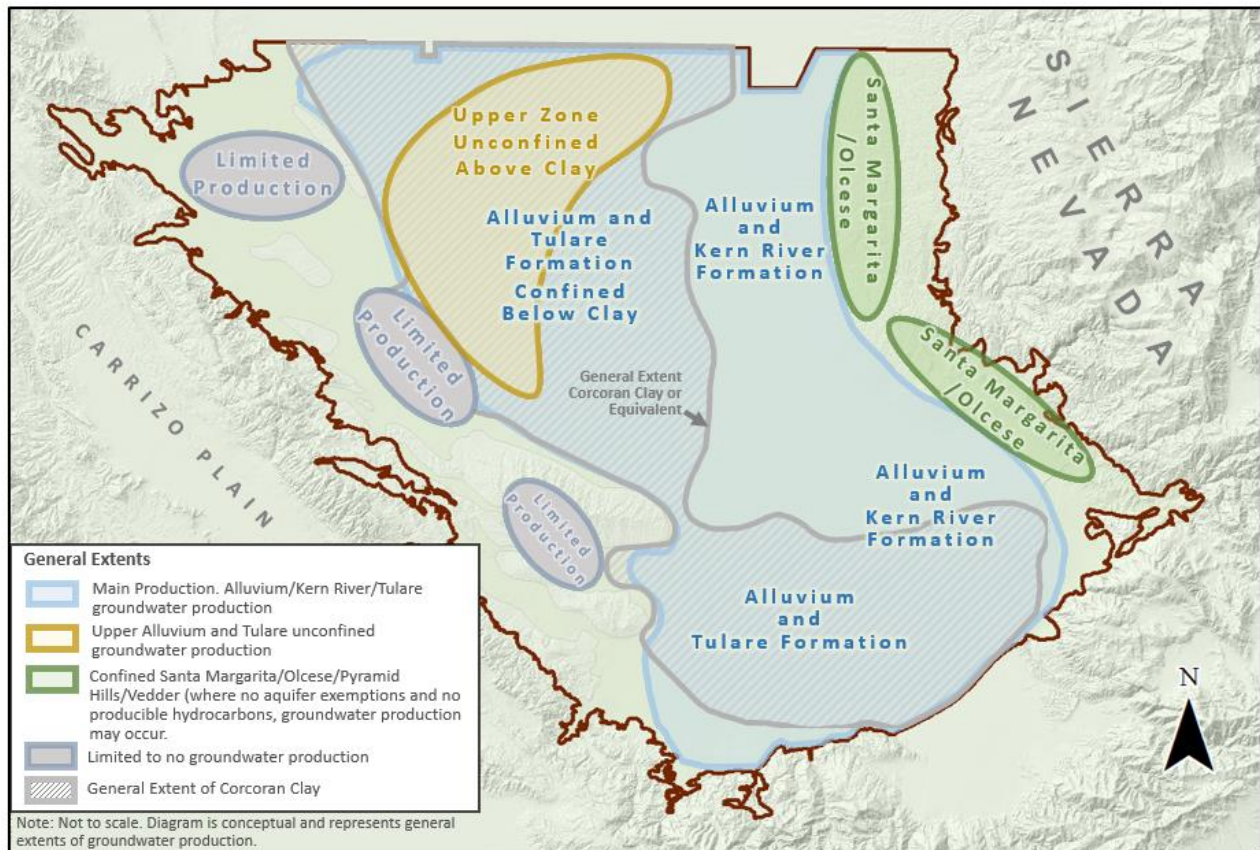 SIERRA
NEVADA
Upper Zone
Unconfined
Above Clay
Limited
Production
Santa Margarita
/Olcese
Alluvium and
Tulare
Formation
Confined
Below Clay
Alluvium
and
Kern River
Formation
Limited
Production
Santa Margarita
/Olcese
General Extent
Corcoran Clay or
Equivalent
CARRIZO PLAIN
Alluvium
and
Kern River
Formation
Limited
Production
Alluvium
and
Tulare Formation
General Extents
Main Production. Alluvium/Kern River/Tulare
groundwater production
Upper Alluvium and Tulare unconfined
groundwater production
Confined Santa Margarita/Olcese/Pyramid
Hills/Vedder (where no aquifer exemptions and no
producible hydrocarbons, groundwater production
may occur.
Limited to no groundwater production
General Extent of Corcoran Clay
Note: Not to scale. Diagram is conceptual and represents general
extents of groundwater production.
N